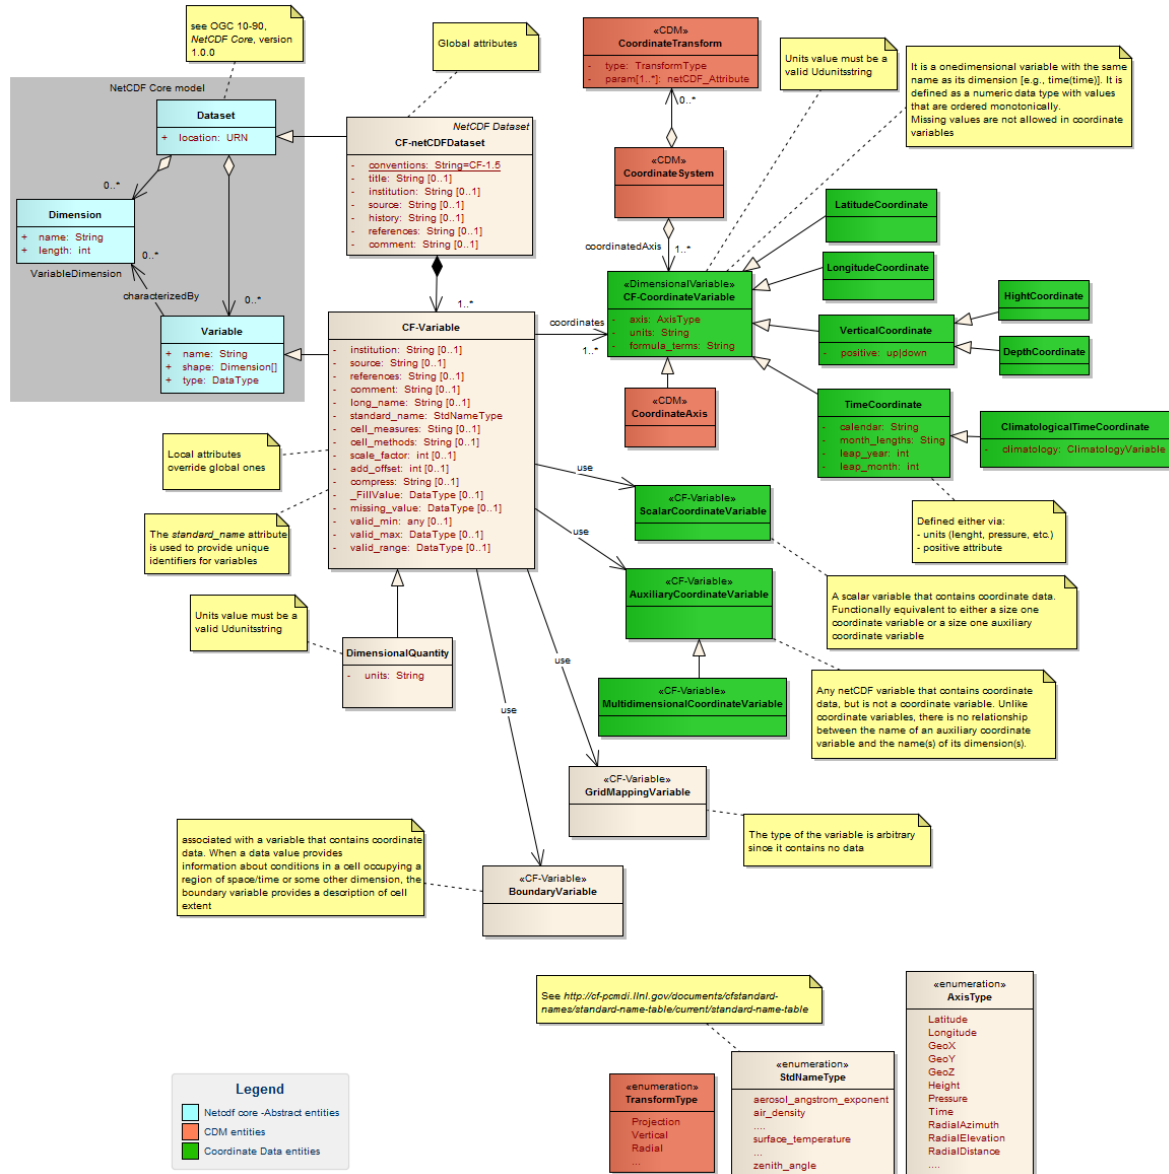 see OGC 10-90,
NetCDF Core, version
1.0.0
Global attributes
«CDM»
CoordinateTransform
- type: TransformType
- param[1..*]: netCDF_Attribute
Units value must be a
valid Udunitsstring
It is a onedimensional variable with the same
name as its dimension [e.g., time(time)]. It is
defined as a numeric data type with values
that are ordered monotonically.
Missing values are not allowed in coordinate
variables
NetCDF Core model
Dataset
+ location: URN
0..*
0..*
Dimension
+ name: String
+ length: int
VariableDimension
0..*
characterizedBy
0..*
Variable
+ name: String
+ shape: Dimension[]
+ type: DataType
NetCDF Dataset
CF-netCDFDataset
- conventions: String=CF-1.5
- title: String [0..1]
- institution: String [0..1]
- source: String [0..1]
- history: String [0..1]
- references: String [0..1]
- comment: String [0..1]
1..*
«CDM»
CoordinateSystem
coordinatedAxis
1..*
LatitudeCoordinate
LongitudeCoordinate
«DimensionalVariable»
CF-CoordinateVariable
- axis: AxisType
- units: String
- formula_terms: String
coordinates
1..*
VerticalCoordinate
- positive: up|down
HightCoordinate
DepthCoordinate
«CDM»
CoordinateAxis
TimeCoordinate
- calendar: String
- month_lengths: Sting
- leap_year: int
- leap_month: int
ClimatologicalTimeCoordinate
- climatology: ClimatologyVariable
CF-Variable
- institution: String [0..1]
- source: String [0..1]
- references: String [0..1]
- comment: String [0..1]
- long_name: String [0..1]
- standard_name: StdNameType
- cell_measures: Sting [0..1]
- cell_methods: String [0..1]
- scale_factor: int [0..1]
- add_offset: int [0..1]
- compress: String [0..1]
- _FillValue: DataType [0..1]
- missing_value: DataType [0..1]
- valid_min: any [0..1]
- valid_max: DataType [0..1]
- valid_range: DataType [0..1]
Local attributes
override global ones
The standard_name attribute
is used to provide unique
identifiers for variables
Units value must be a
valid Udunitsstring
DimensionalQuantity
- units: String
use
«CF-Variable»
ScalarCoordinateVariable
Defined either via:
- units (lenght, pressure, etc.)
- positive attribute
use
«CF-Variable»
AuxiliaryCoordinateVariable
A scalar variable that contains coordinate data.
Functionally equivalent to either a size one
coordinate variable or a size one auxiliary
coordinate variable
use
«CF-Variable»
MultidimensionalCoordinateVariable
Any netCDF variable that contains coordinate
data, but is not a coordinate variable. Unlike
coordinate variables, there is no relationship
between the name of an auxiliary coordinate
variable and the name(s) of its dimension(s).
use
«CF-Variable»
GridMappingVariable
The type of the variable is arbitrary
since it contains no data
associated with a variable that contains coordinate
data. When a data value provides
information about conditions in a cell occupying a
region of space/time or some other dimension, the
boundary variable provides a description of cell
extent
«CF-Variable»
BoundaryVariable
See http://cf-pcmdi.llnl.gov/documents/cfstandard-
names/standard-name-table/current/standard-name-table
«enumeration»
TransformType
Projection
Vertical
Radial
...
«enumeration»
StdNameType
aerosol_angstrom_exponent
air_density
....
surface_temperature
...
zenith_angle
«enumeration»
AxisType
Latitude
Longitude
GeoX
GeoY
GeoZ
Height
Pressure
Time
RadialAzimuth
RadialElevation
RadialDistance
....
Legend
Netcdf core -Abstract entities
CDM entities
Coordinate Data entities
0..*